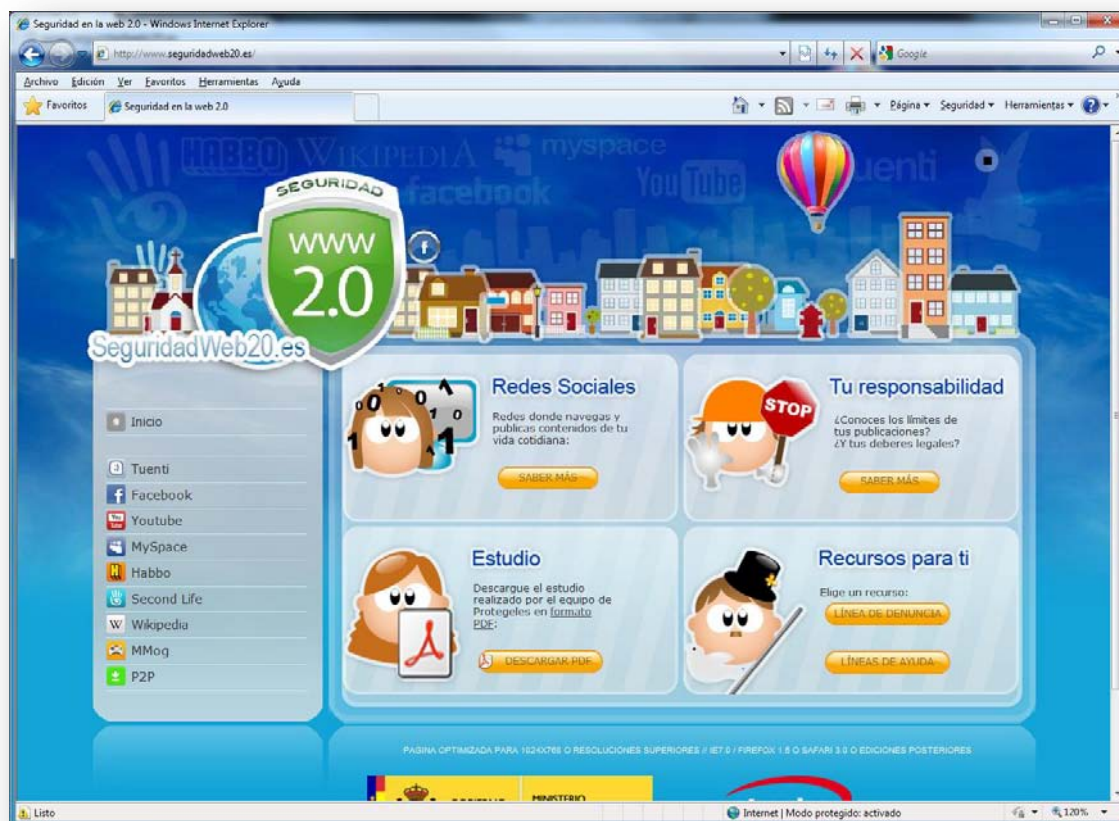 Seguridad en la web 2.0 - Windows Internet Explorer
http://www.seguridadweb20.es/
Google
Archivo Edición Ver Favoritos Herramientas Ayuda
Favoritos
Seguridad en la web 2.0
Página
Seguridad
Herramientas
HABBO
WIKIPEDIA
myspace
facebook
YouTube
tuenti
SEGURIDAD
WWW
2.0
SeguridadWeb20.es
Inicio
Tuenti
Facebook
Youtube
MySpace
Habbo
Second Life
Wikipedia
MMog
P2P
Redes Sociales
Redes donde navegas y
publicas contenidos de tu
vida cotidiana:
SABER MÁS
STOP
Tu responsabilidad
¿Conoces los límites de
tus publicaciones?
¿Y tus deberes legales?
SABER MÁS
Estudio
Descargue el estudio
realizado por el equipo de
Protegeles en formato
PDF:
DESCARGAR PDF
Recursos para ti
Elige un recurso:
LÍNEA DE DENUNCIA
LÍNEAS DE AYUDA
PAGINA OPTIMIZADA PARA 1024X768 O RESOLUCIONES SUPERIORES // IE7.0 / FIREFOX 1.5 O SAFARI 3.0 O EDICIONES POSTERIORES
MINISTERIO
Listo
Internet | Modo protegido: activado
120%